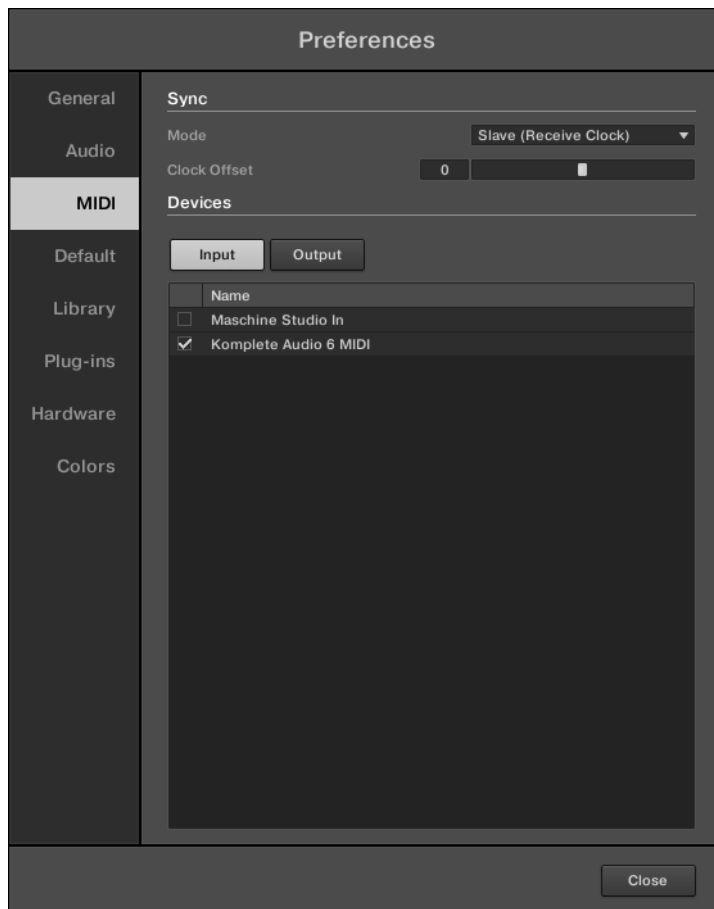 Preferences
General
Audio
MIDI
Default
Library
Plug-ins
Hardware
Colors
Sync
Mode Slave (Receive Clock)
Clock Offset 0
Devices
Input Output
Name
Maschine Studio In
Komplete Audio 6 MIDI
Close